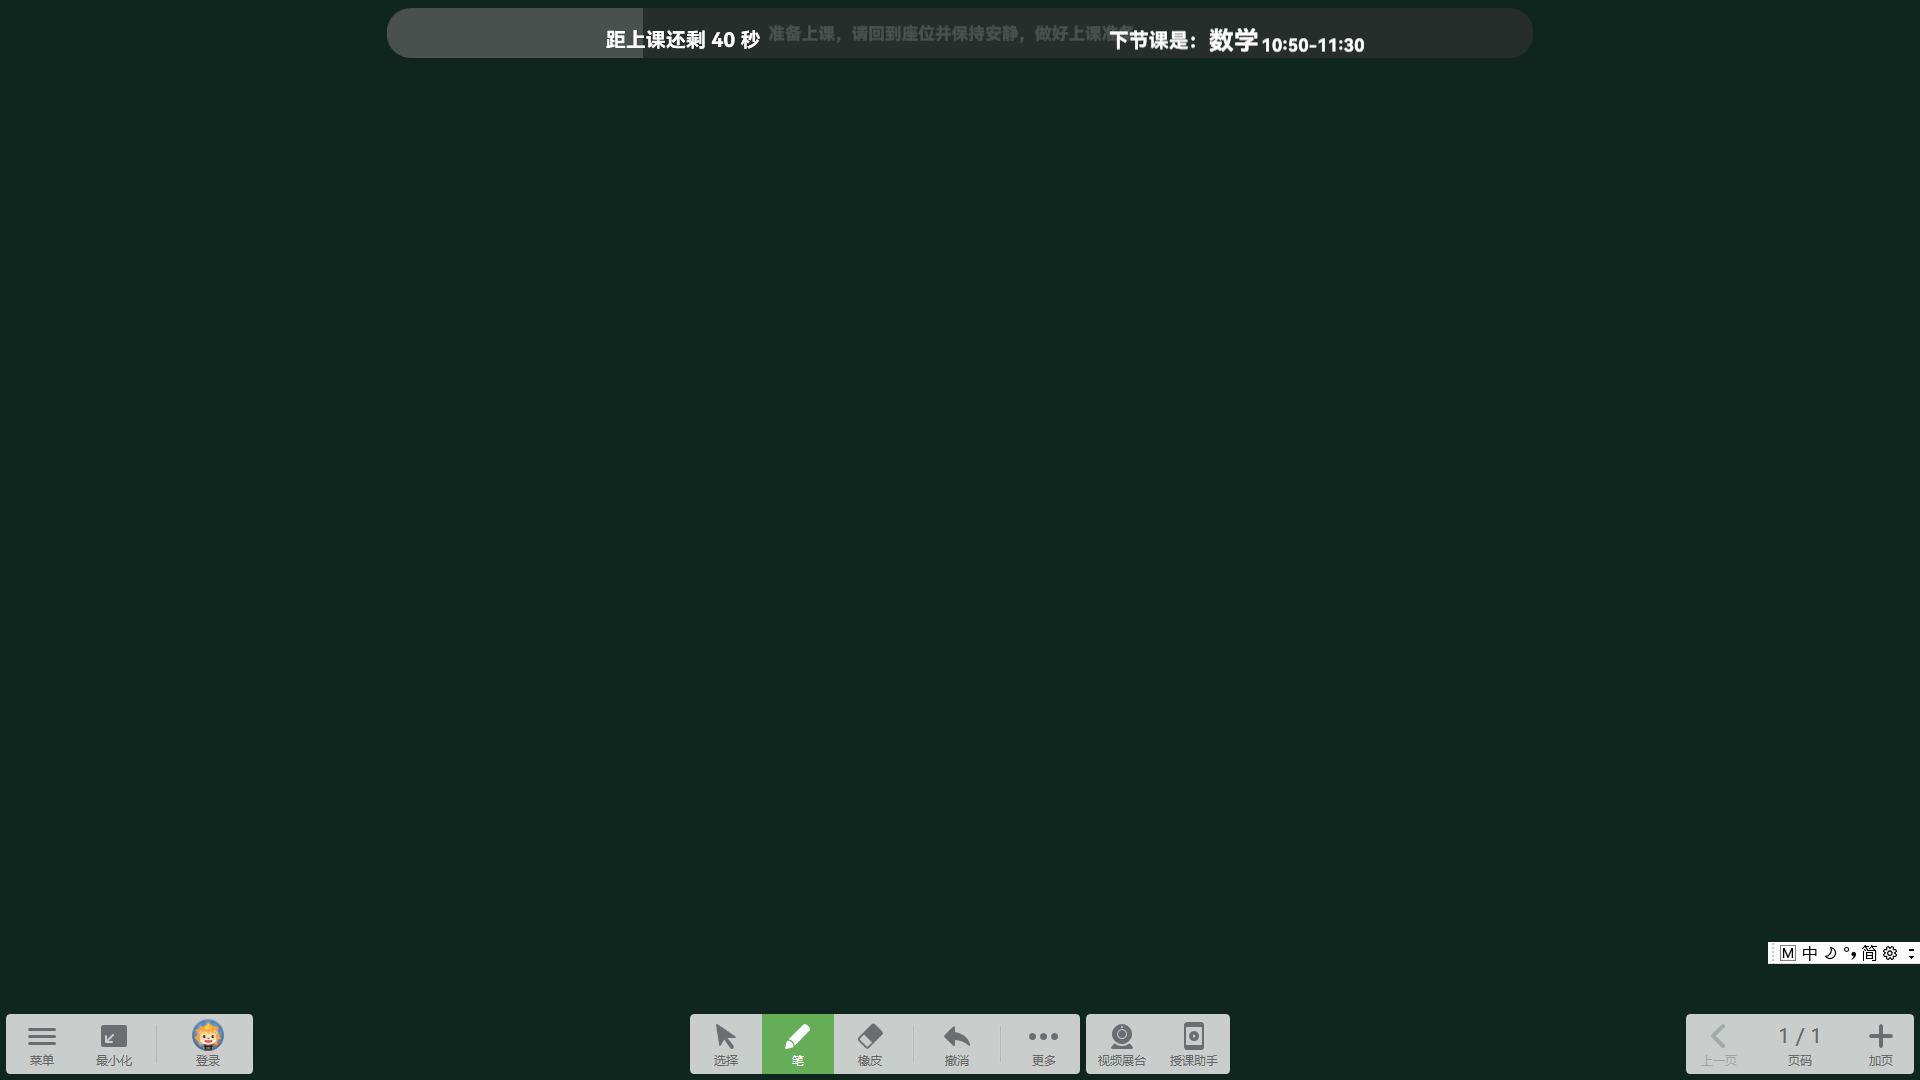 距上课还剩 40 秒
准备上课，请回到座位并保持安静，做好上课准备
下节课是：数学 10:50-11:30
M 中 简
菜单 最小化 登录
选择 笔 橡皮 撤消 更多 视频展台 授课助手
1 / 1
上一页 页码 加页